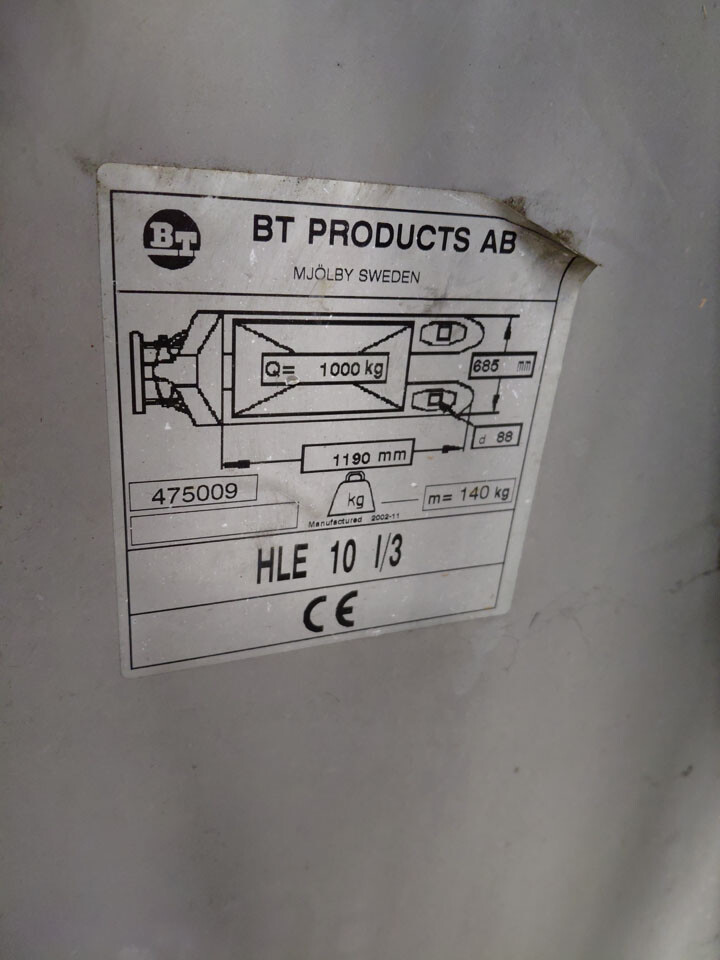 BT
BT PRODUCTS AB
MJÖLBY SWEDEN
Q= 1000 kg
685 mm
d 88
1190 mm
475009
kg
m= 140 kg
Manufactured 2002-11
HLE 10 I/3
CE